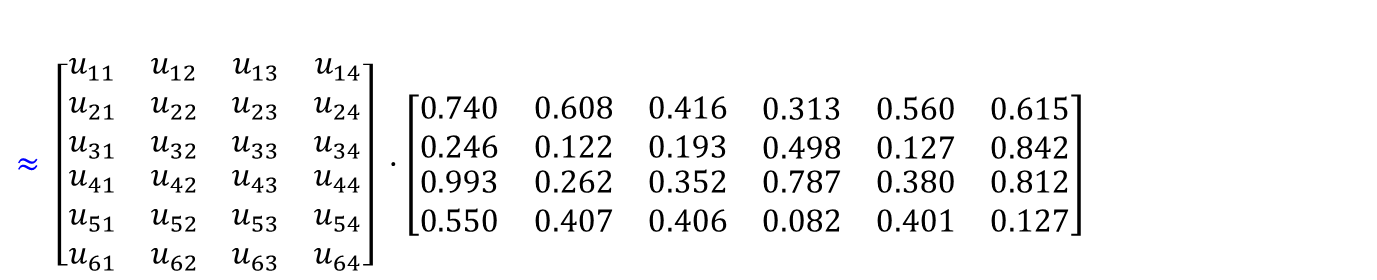 u₁₁ u₁₂ u₁₃ u₁₄
u₂₁ u₂₂ u₂₃ u₂₄ 0.740 0.608 0.416 0.313 0.560 0.615
≈ u₃₁ u₃₂ u₃₃ u₃₄ · 0.246 0.122 0.193 0.498 0.127 0.842
u₄₁ u₄₂ u₄₃ u₄₄ 0.993 0.262 0.352 0.787 0.380 0.812
u₅₁ u₅₂ u₅₃ u₅₄ 0.550 0.407 0.406 0.082 0.401 0.127
u₆₁ u₆₂ u₆₃ u₆₄